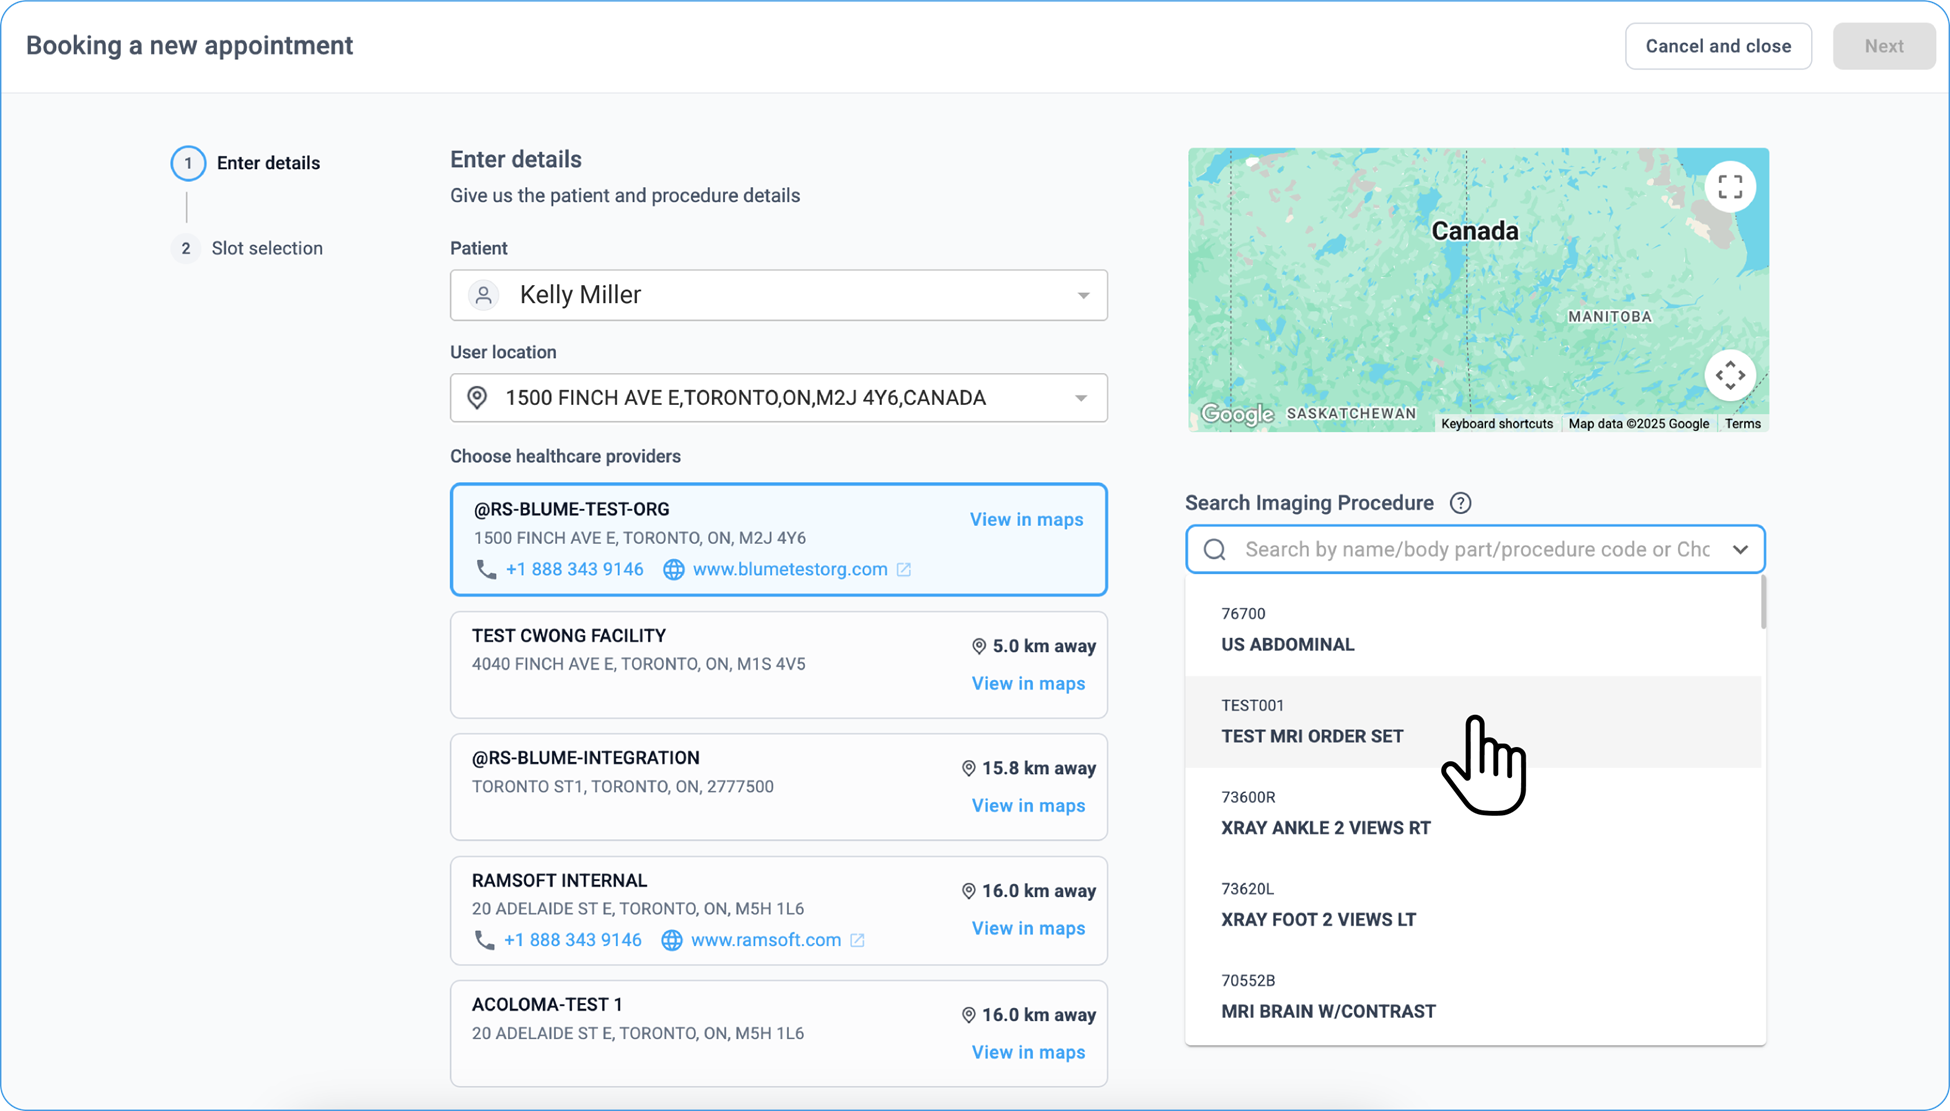 Booking a new appointment
Cancel and close
Next
1 Enter details
2 Slot selection
Enter details
Give us the patient and procedure details
Patient
Kelly Miller
User location
1500 FINCH AVE E,TORONTO,ON,M2J 4Y6,CANADA
Choose healthcare providers
@RS-BLUME-TEST-ORG
View in maps
1500 FINCH AVE E, TORONTO, ON, M2J 4Y6
+1 888 343 9146 www.blumetestorg.com
TEST CWONG FACILITY
5.0 km away
4040 FINCH AVE E, TORONTO, ON, M1S 4V5
View in maps
@RS-BLUME-INTEGRATION
15.8 km away
TORONTO ST1, TORONTO, ON, 2777500
View in maps
RAMSOFT INTERNAL
16.0 km away
20 ADELAIDE ST E, TORONTO, ON, M5H 1L6
View in maps
+1 888 343 9146 www.ramsoft.com
ACOLOMA-TEST 1
16.0 km away
20 ADELAIDE ST E, TORONTO, ON, M5H 1L6
View in maps
Canada
MANITOBA
Google SASKATCHEWAN
Keyboard shortcuts Map data ©2025 Google Terms
Search Imaging Procedure ?
Search by name/body part/procedure code or Chc
76700
US ABDOMINAL
TEST001
TEST MRI ORDER SET
73600R
XRAY ANKLE 2 VIEWS RT
73620L
XRAY FOOT 2 VIEWS LT
70552B
MRI BRAIN W/CONTRAST